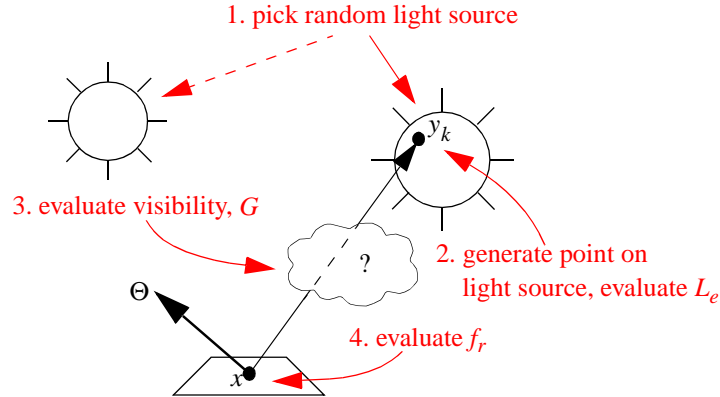 1. pick random light source
y_k
3. evaluate visibility, G
?
2. generate point on
light source, evaluate L_e
Θ
4. evaluate f_r
x